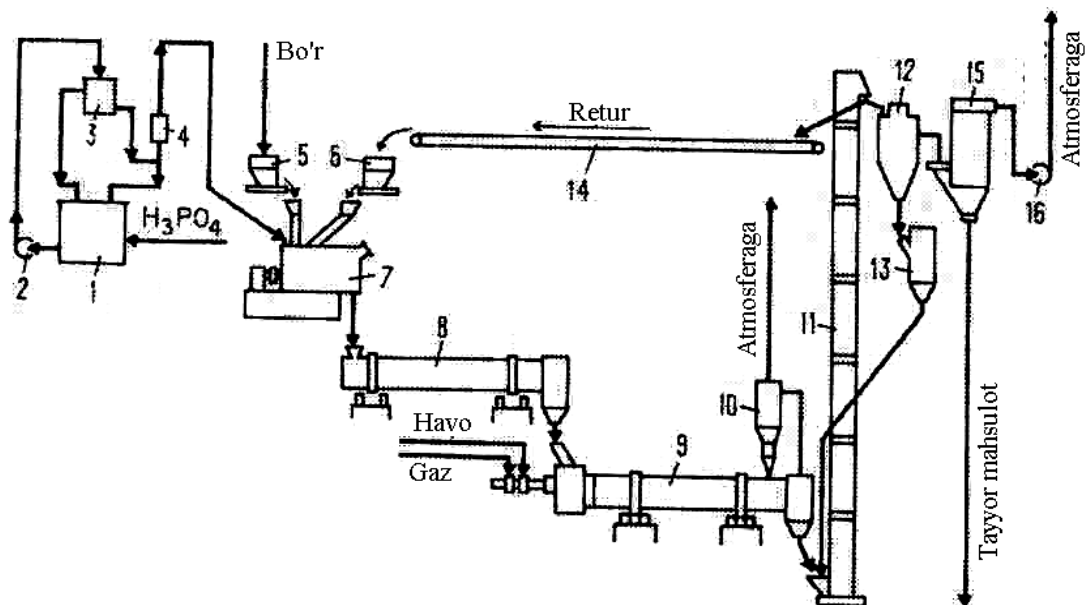 Bo'r
Retur
Atmosferaga
12
15
3
4
5
6
14
16
H₃PO₄
Atmosferaga
2
1
7
13
11
8
10
Havo
Gaz
9
Tayyor mahsulot